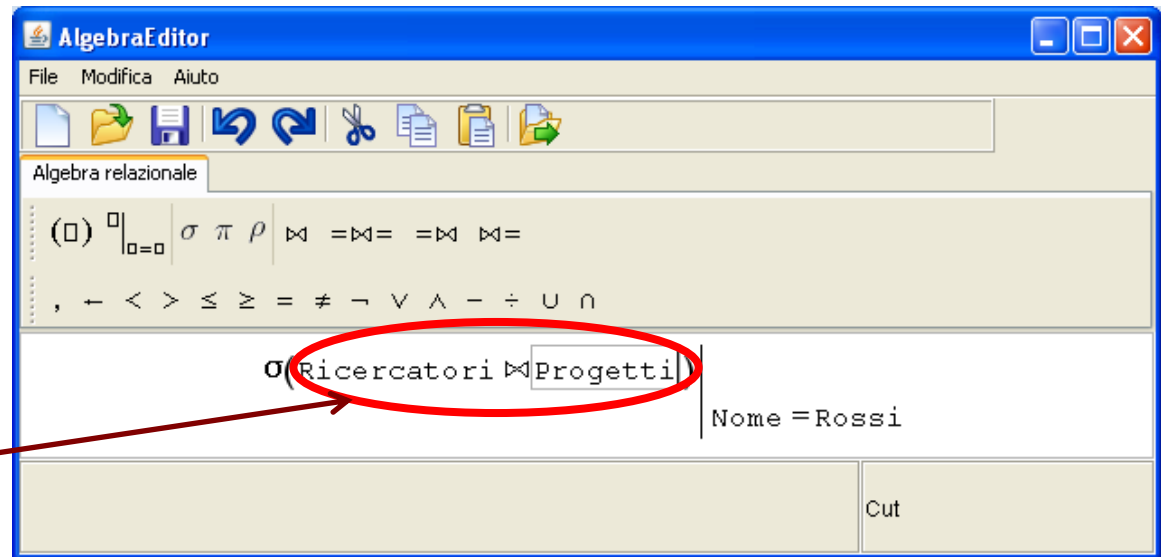 AlgebraEditor
File Modifica Aiuto
Algebra relazionale
(□) □|□=□ σ π ρ ⋈ =⋈= =⋈ ⋈=
, ← < > ≤ ≥ = ≠ ¬ ∨ ∧ − ÷ ∪ ∩
σ(Ricercatori ⋈ Progetti)
Nome = Rossi
Cut